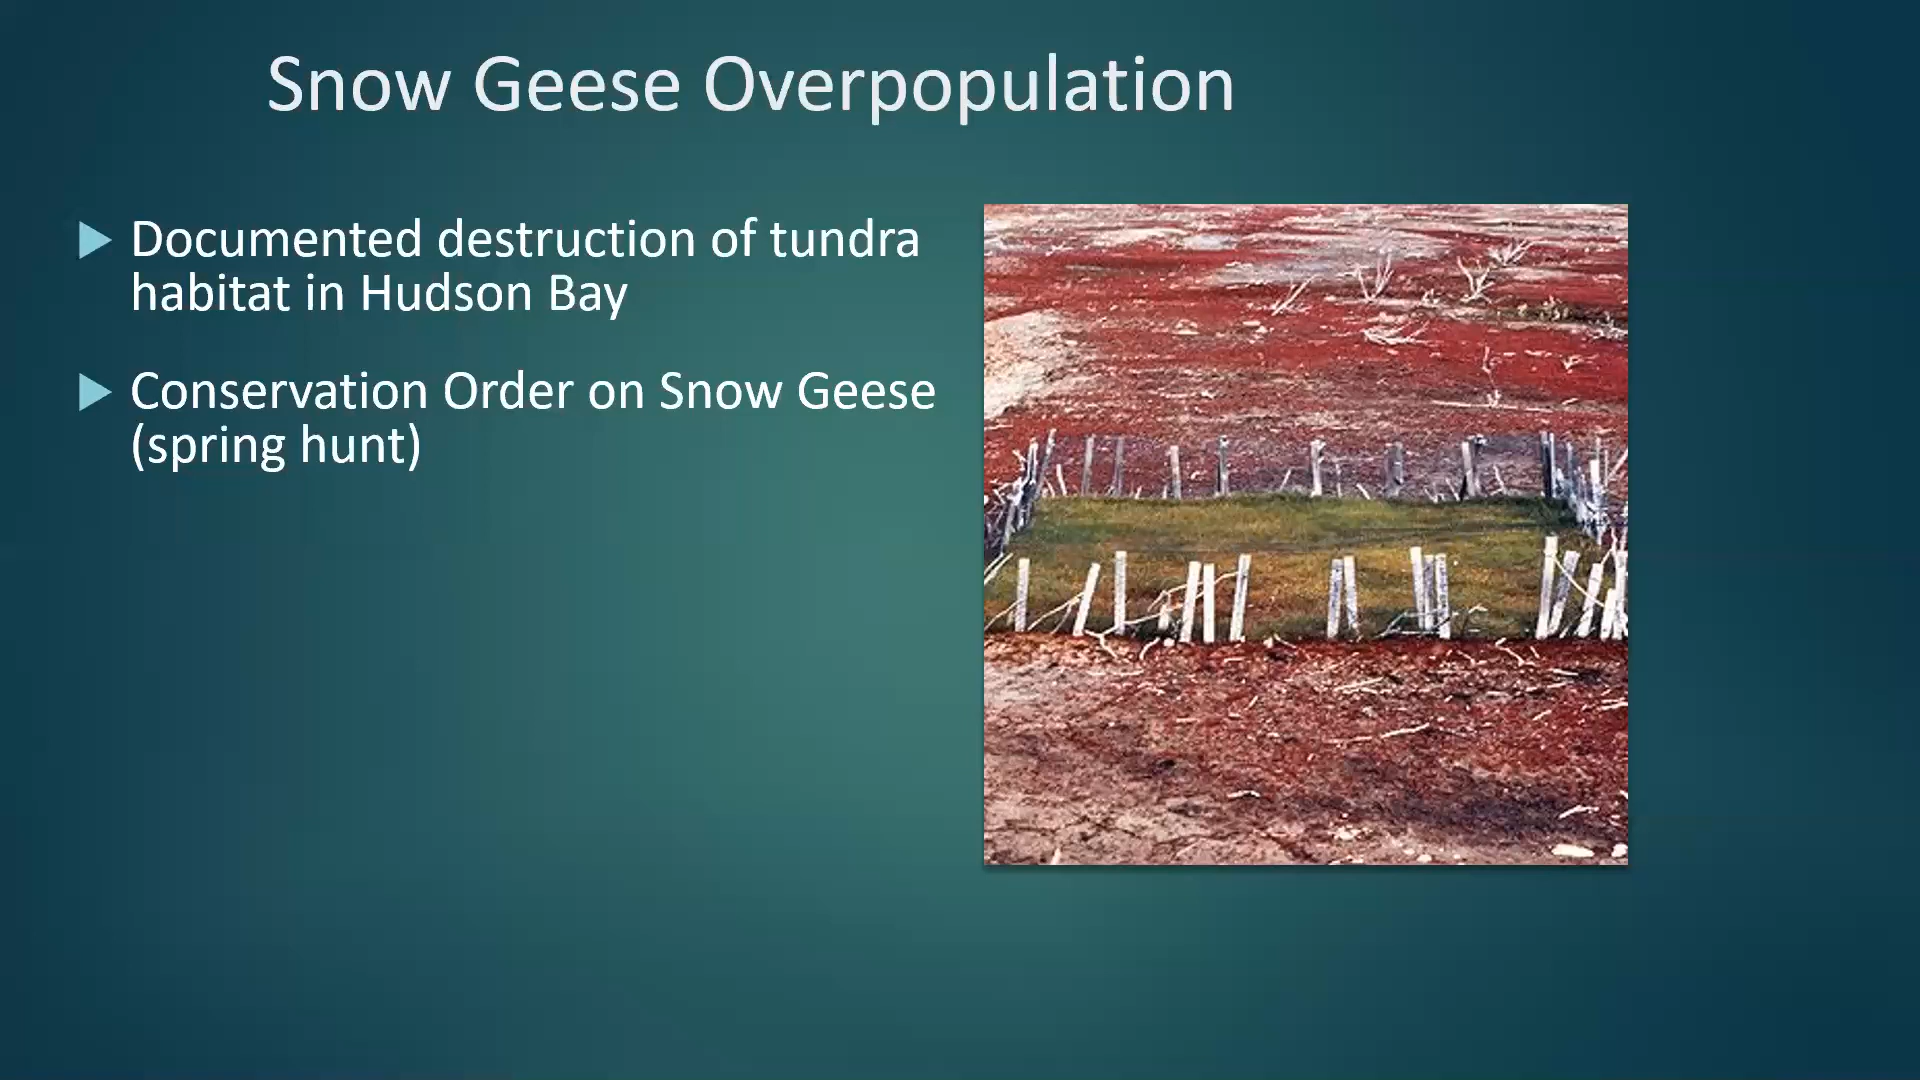 Snow Geese Overpopulation
Documented destruction of tundra
habitat in Hudson Bay
Conservation Order on Snow Geese
(spring hunt)